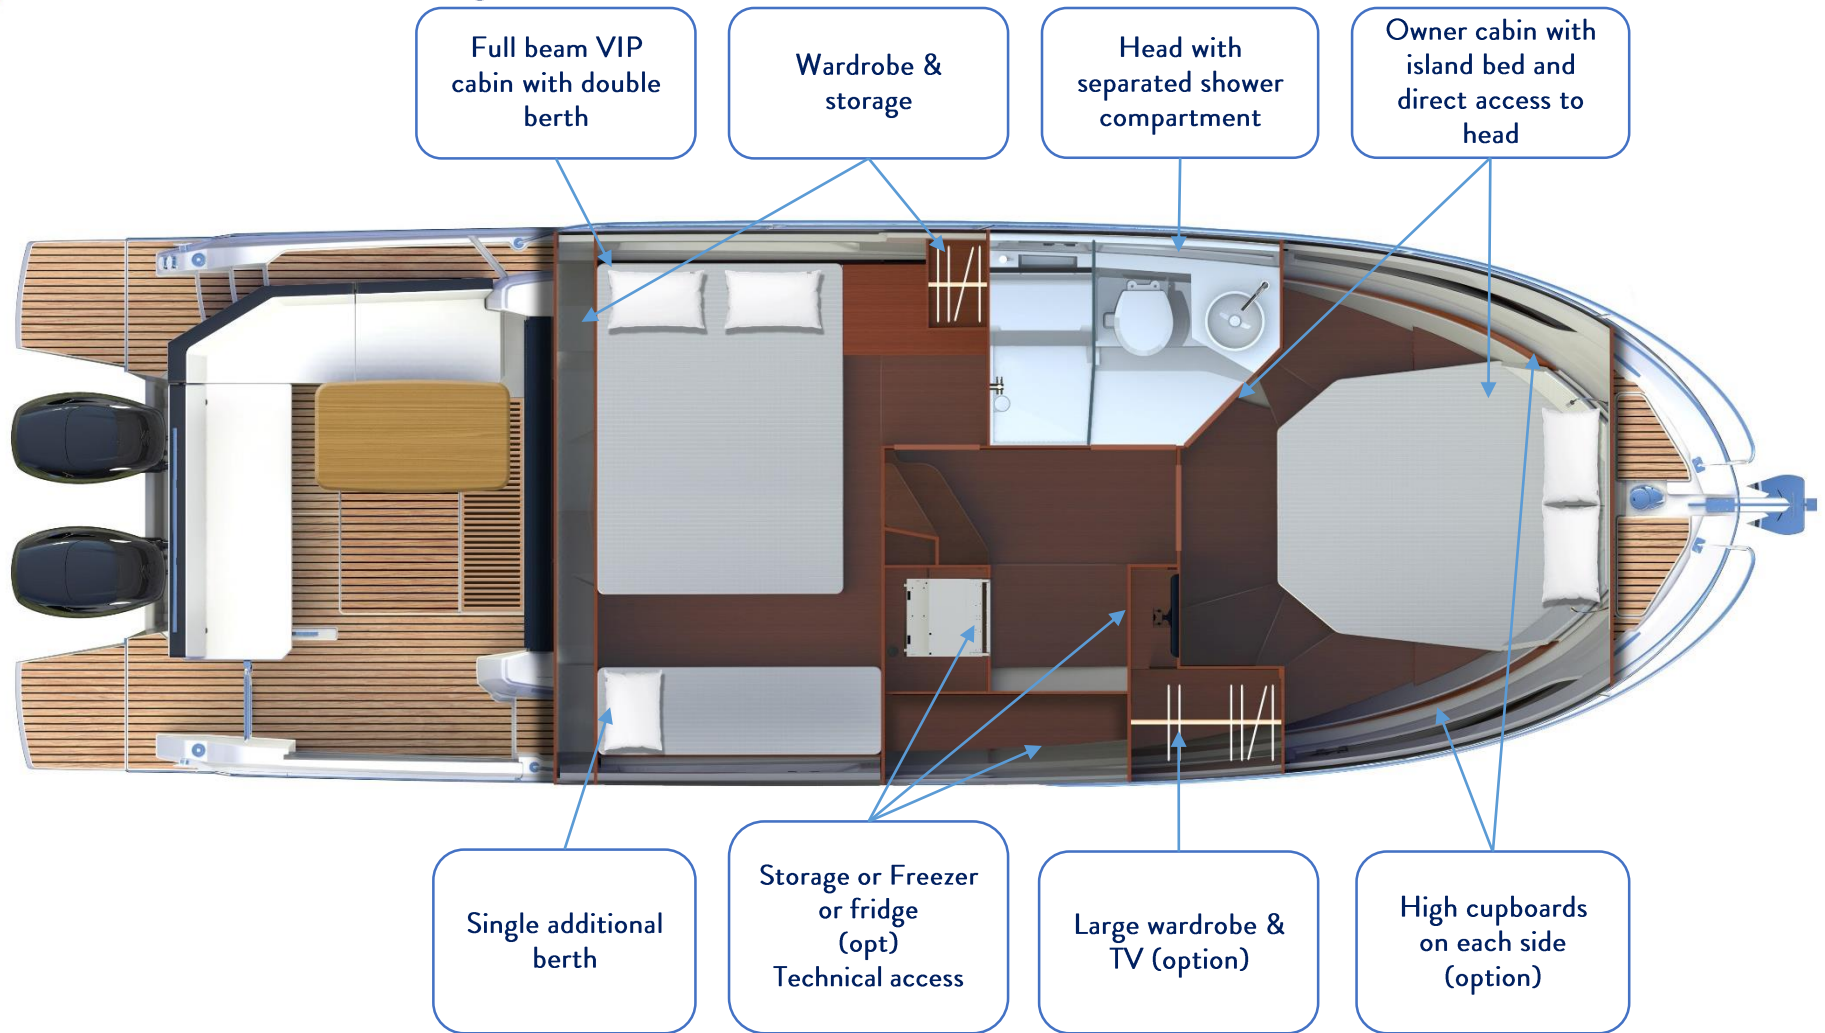 Full beam VIP
cabin with double
berth
Wardrobe &
storage
Head with
separated shower
compartment
Owner cabin with
island bed and
direct access to
head
Single additional
berth
Storage or Freezer
or fridge
(opt)
Technical access
Large wardrobe &
TV (option)
High cupboards
on each side
(option)